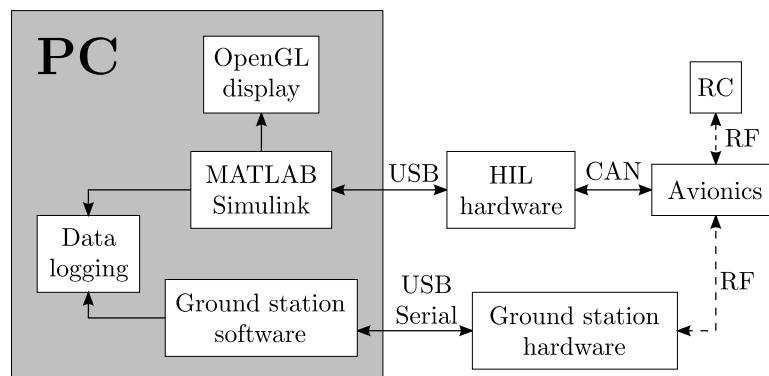 PC
OpenGL
display
RC
RF
MATLAB
Simulink
USB
HIL
hardware
CAN
Avionics
Data
logging
RF
USB
Serial
Ground station
software
Ground station
hardware